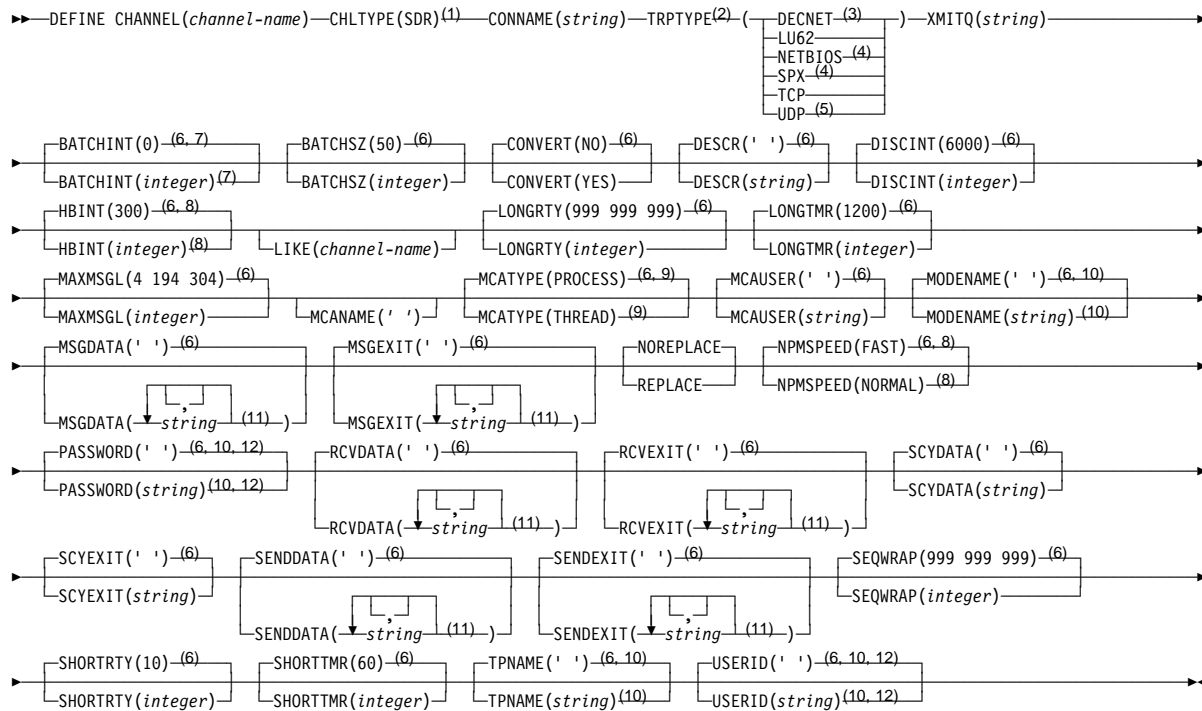 DEFINE CHANNEL(channel-name) CHLTYPE(SDR) (1) CONNAME(string) TRPTYPE (2) ( DECNET (3) ) XMITQ(string)
LU62
NETBIOS (4)
SPX (4)
TCP
UDP (5)
BATCHINT(0) (6, 7) BATCHSZ(50) (6) CONVERT(NO) (6) DESCR(' ') (6) DISCINT(6000) (6)
BATCHINT(integer) (7) BATCHSZ(integer) CONVERT(YES) DESCR(string) DISCINT(integer)
HBINT(300) (6, 8) LONGRTY(999 999 999) (6) LONGTMR(1200) (6)
HBINT(integer) (8) LIKE(channel-name) LONGRTY(integer) LONGTMR(integer)
MAXMSGL(4 194 304) (6) MCATYPE(PROCESS) (6, 9) MCAUSER(' ') (6) MODENAME(' ') (6, 10)
MAXMSGL(integer) MCANAME(' ') MCATYPE(THREAD) (9) MCAUSER(string) MODENAME(string) (10)
MSGDATA(' ') (6) MSGEXIT(' ') (6) NOREPLACE NPMSPEED(FAST) (6, 8)
REPLACE NPMSPEED(NORMAL) (8)
, ,
MSGDATA( string (11) ) MSGEXIT( string (11) )
PASSWORD(' ') (6, 10, 12) RCVDATA(' ') (6) RCVEXIT(' ') (6) SCYDATA(' ') (6)
PASSWORD(string) (10, 12) SCYDATA(string)
, ,
RCVDATA( string (11) ) RCVEXIT( string (11) )
SCYEXIT(' ') (6) SENDDATA(' ') (6) SENDEXIT(' ') (6) SEQWRAP(999 999 999) (6)
SCYEXIT(string) SEQWRAP(integer)
, ,
SENDDATA( string (11) ) SENDEXIT( string (11) )
SHORTRTY(10) (6) SHORTTMR(60) (6) TPNAME(' ') (6, 10) USERID(' ') (6, 10, 12)
SHORTRTY(integer) SHORTTMR(integer) TPNAME(string) (10) USERID(string) (10, 12)